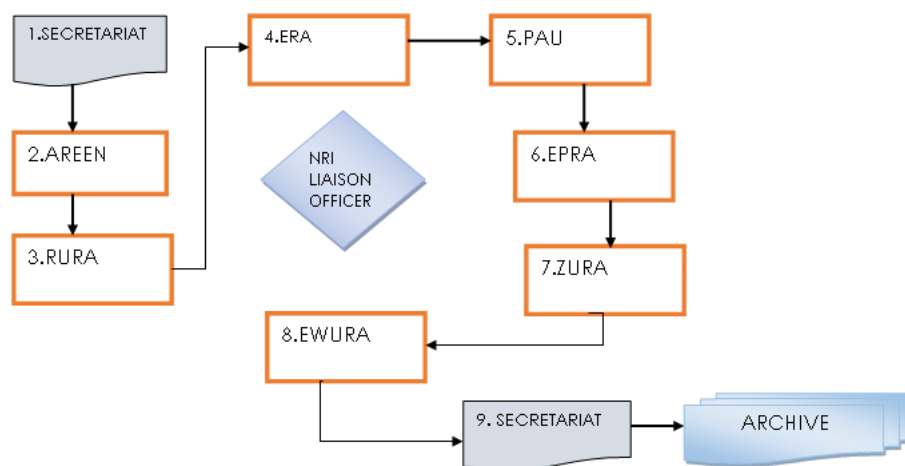 1.SECRETARIAT
2.AREEN
3.RURA
4.ERA
5.PAU
6.EPRA
7.ZURA
8.EWURA
9. SECRETARIAT
ARCHIVE
NRI
LIAISON
OFFICER